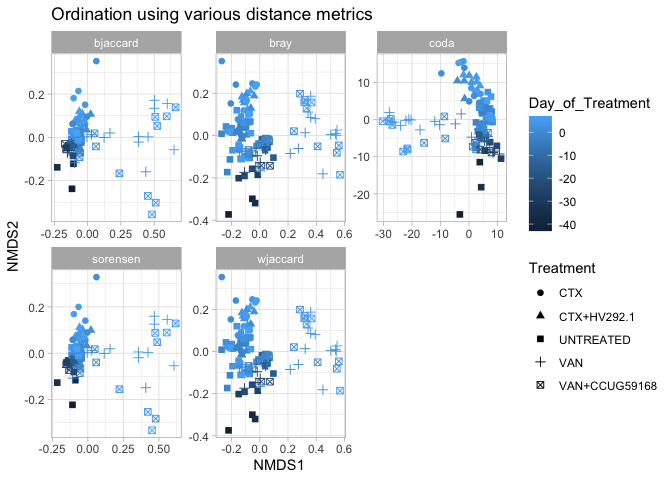 Ordination using various distance metrics
bjaccard
bray
coda
0.2
0.0
-0.2
-0.25 0.00 0.25 0.50
0.2
0.0
-0.2
-0.4
-0.2 0.0 0.2 0.4 0.6
10
0
-10
-20
-30 -20 -10 0 10
sorensen
wjaccard
0.2
0.0
-0.2
-0.25 0.00 0.25 0.50
0.2
0.0
-0.2
-0.4
-0.2 0.0 0.2 0.4 0.6
NMDS2
NMDS1
Day_of_Treatment
0
-10
-20
-30
-40
Treatment
CTX
CTX+HV292.1
UNTREATED
VAN
VAN+CCUG59168